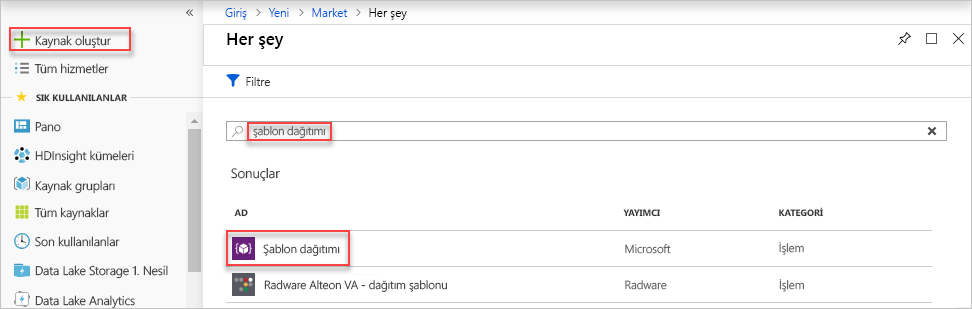 «
Kaynak oluştur
Tüm hizmetler
SIK KULLANILANLAR
Pano
HDInsight kümeleri
Kaynak grupları
Tüm kaynaklar
Son kullanılanlar
Data Lake Storage 1. Nesil
Data Lake Analytics
Giriş > Yeni > Market > Her şey
Her şey
Filtre
şablon dağıtımı
Sonuçlar
AD YAYIMCI KATEGORİ
Şablon dağıtımı Microsoft İşlem
Radware Alteon VA - dağıtım şablonu Radware İşlem